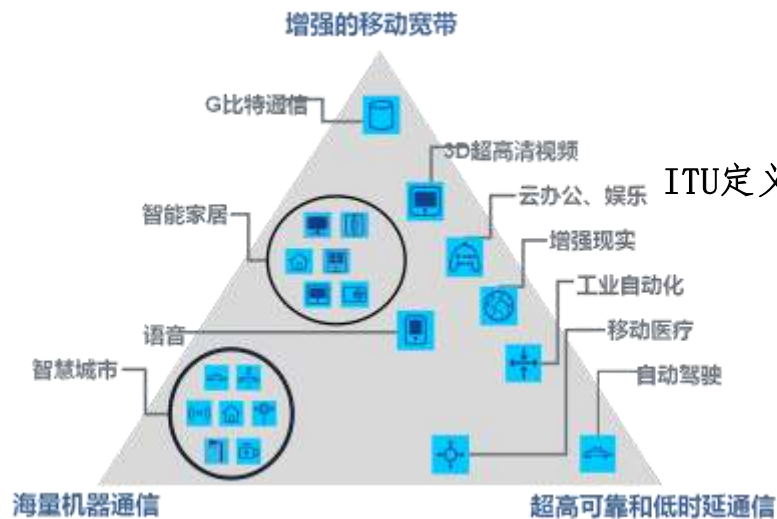 增强的移动宽带
G比特通信
3D超高清视频
ITU定义
云办公、娱乐
智能家居
增强现实
工业自动化
语音
移动医疗
智慧城市
自动驾驶
海量机器通信
超高可靠和低时延通信